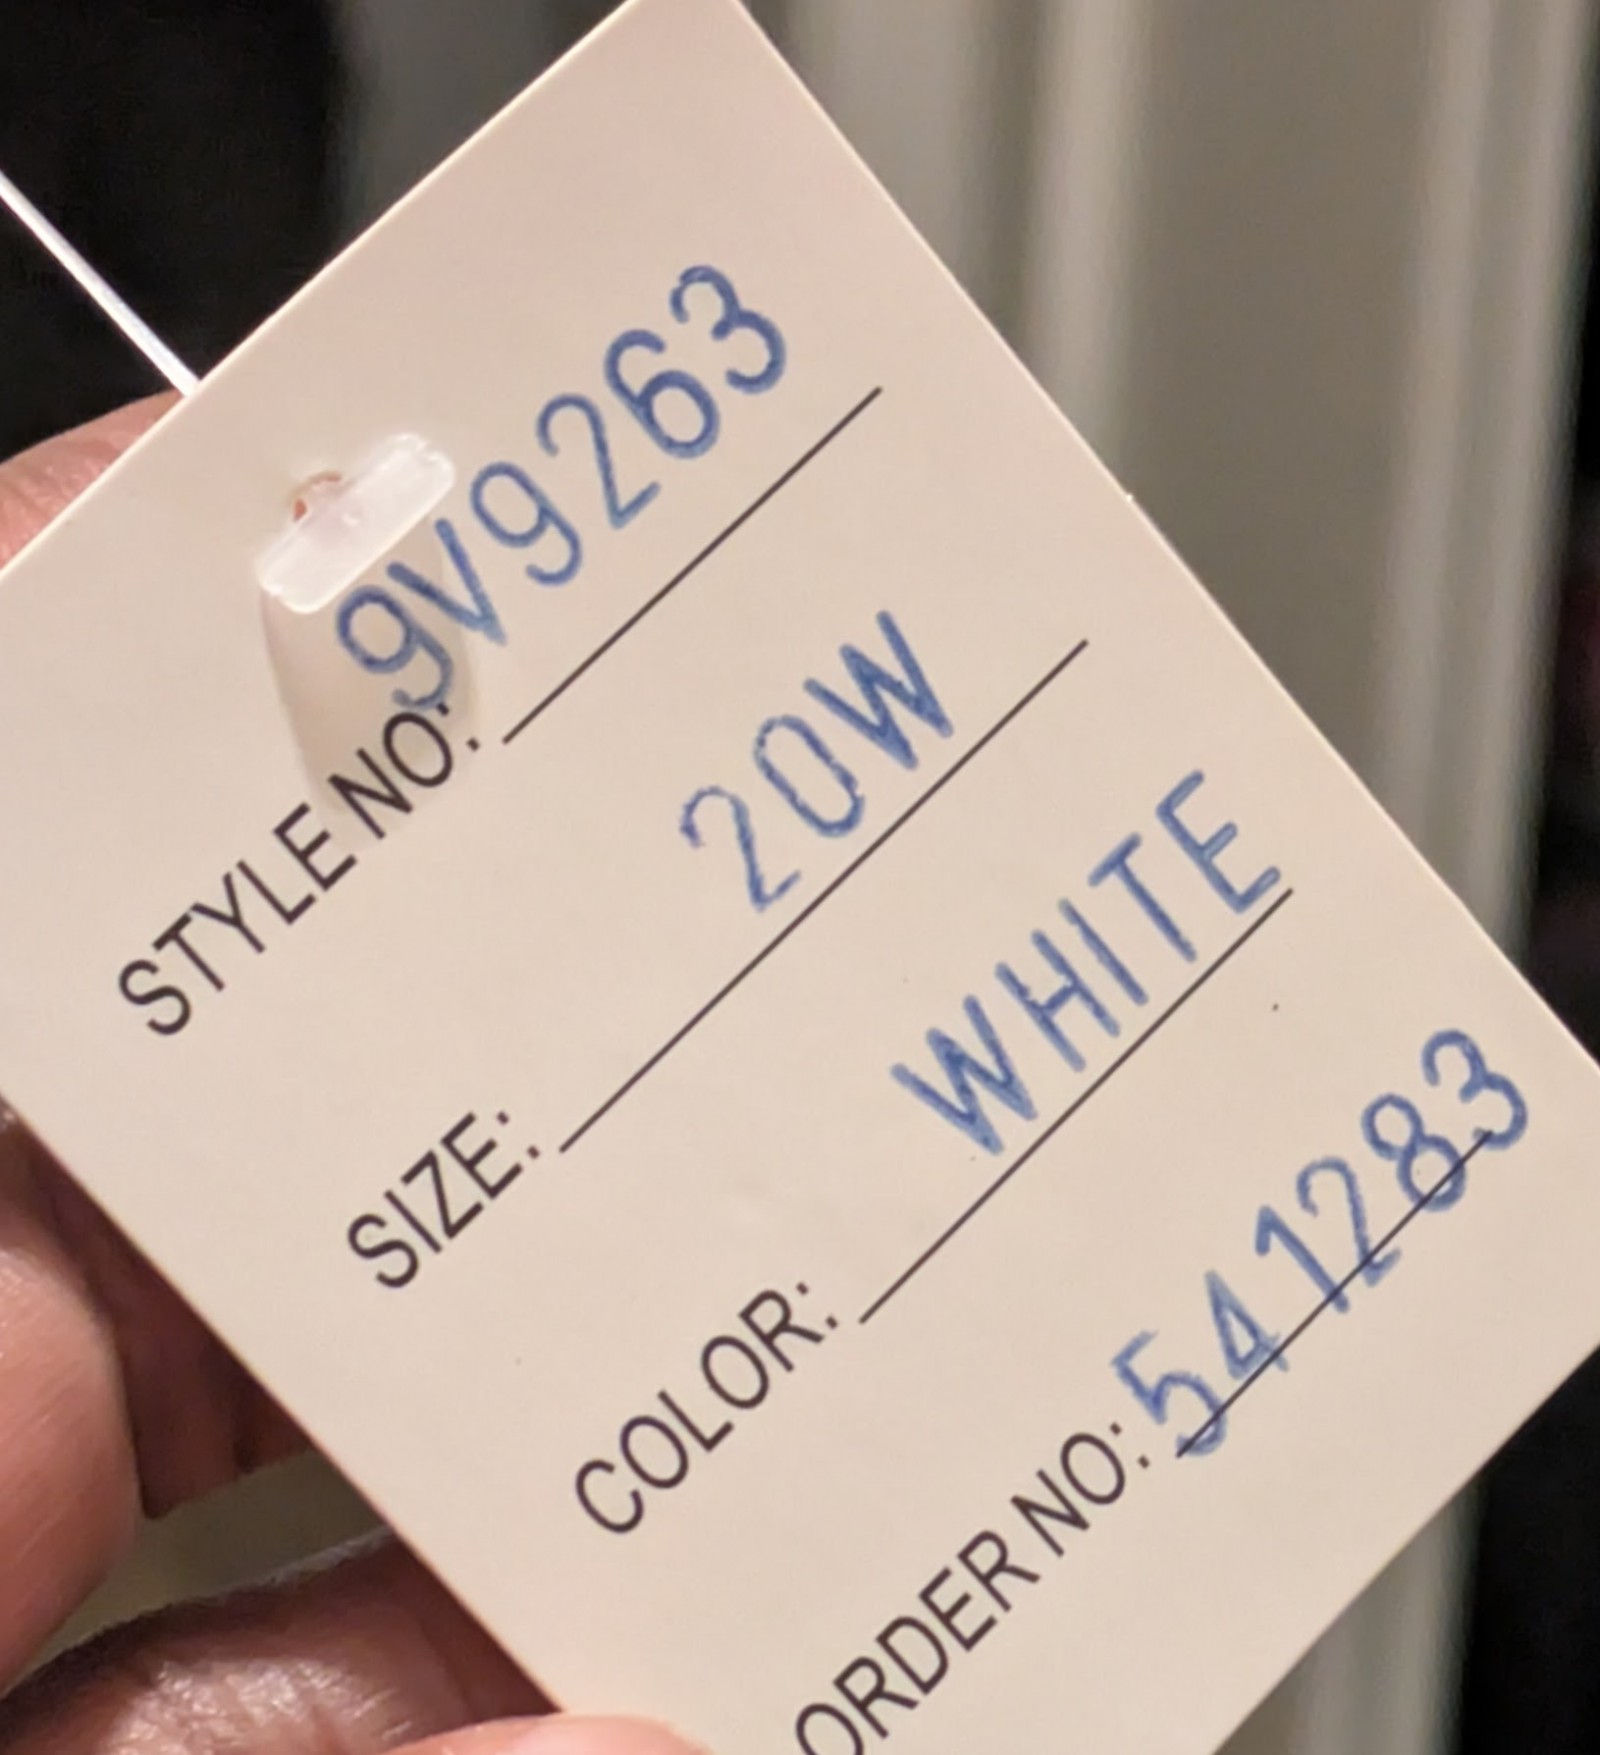 STYLE NO: 9V9263
SIZE: 20W
COLOR: WHITE
ORDER NO: 541283